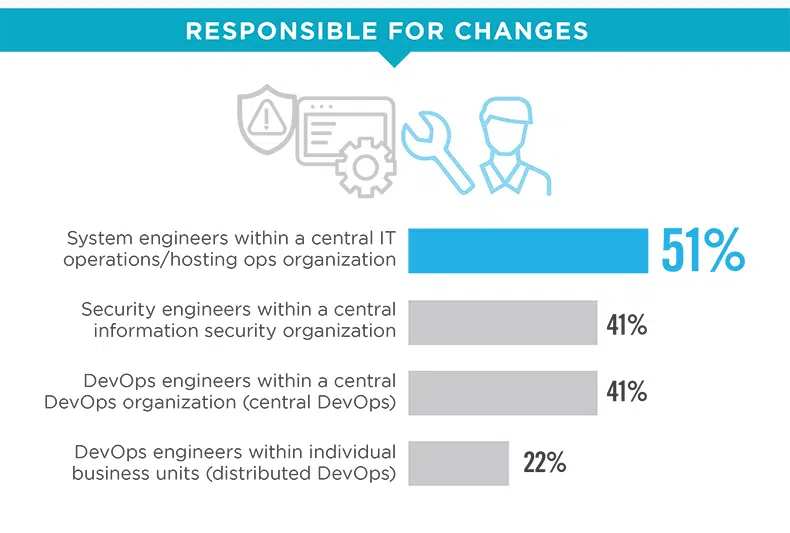 RESPONSIBLE FOR CHANGES
System engineers within a central IT
operations/hosting ops organization
51%
Security engineers within a central
information security organization
41%
DevOps engineers within a central
DevOps organization (central DevOps)
41%
DevOps engineers within individual
business units (distributed DevOps)
22%